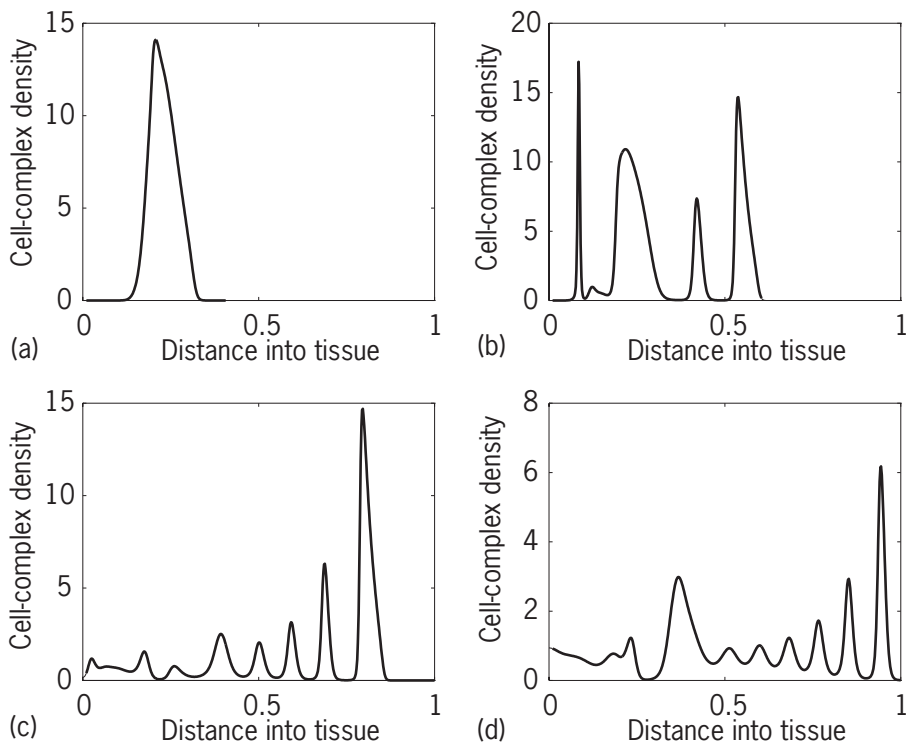 Cell-complex density
15
10
5
0
0
0.5
1
Distance into tissue
(a)
Cell-complex density
20
15
10
5
0
0
0.5
1
Distance into tissue
(b)
Cell-complex density
15
10
5
0
0
0.5
1
Distance into tissue
(c)
Cell-complex density
8
6
4
2
0
0
0.5
1
Distance into tissue
(d)